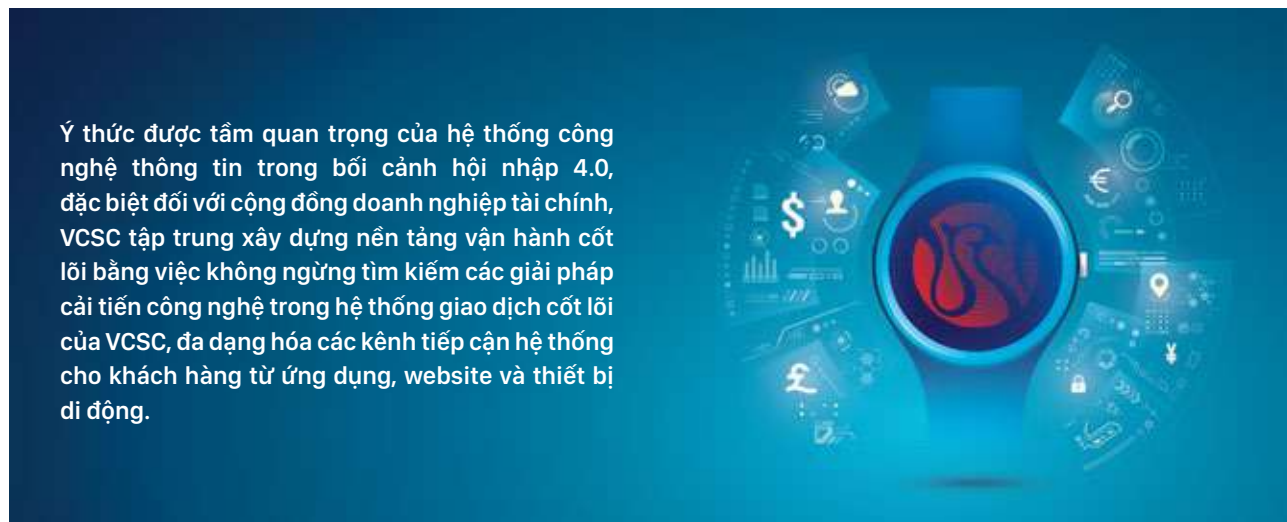 Ý thức được tầm quan trọng của hệ thống công
nghệ thông tin trong bối cảnh hội nhập 4.0,
đặc biệt đối với cộng đồng doanh nghiệp tài chính,
VCSC tập trung xây dựng nền tảng vận hành cốt
lõi bằng việc không ngừng tìm kiếm các giải pháp
cải tiến công nghệ trong hệ thống giao dịch cốt lõi
của VCSC, đa dạng hóa các kênh tiếp cận hệ thống
cho khách hàng từ ứng dụng, website và thiết bị
di động.